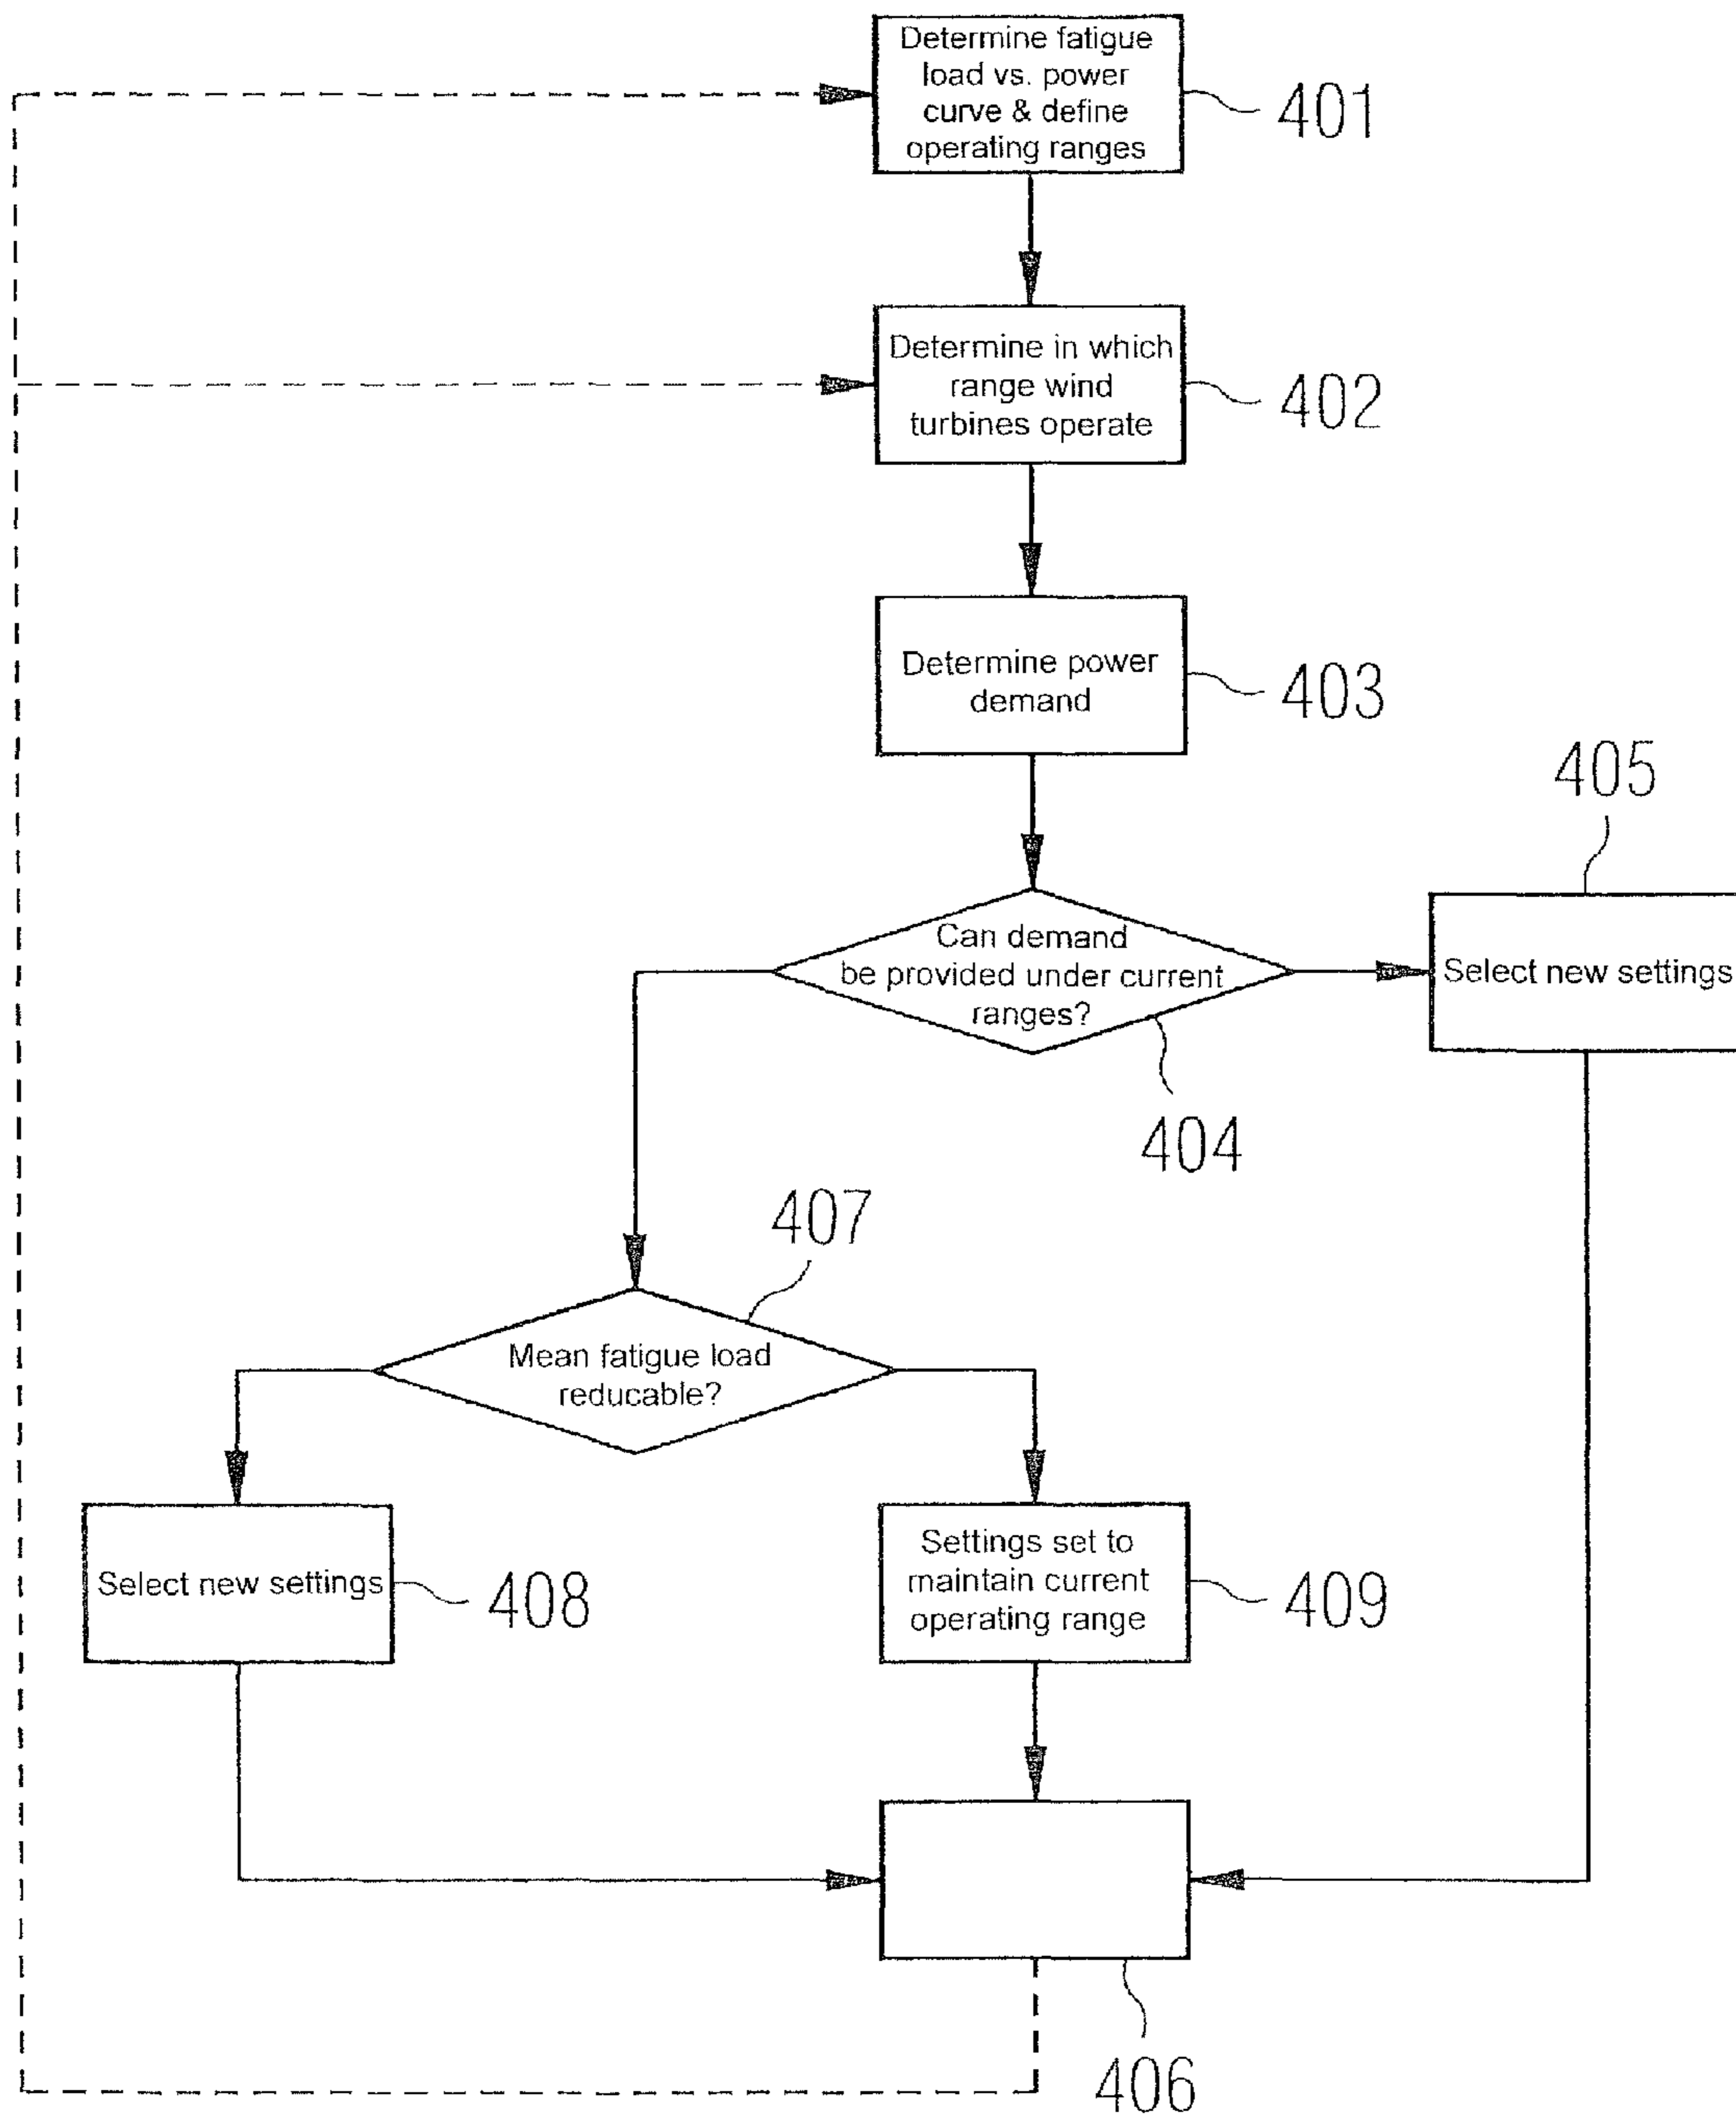 Determine fatigue
load vs. power
curve & define
operating ranges
401
Determine in which
range wind
turbines operate
402
Determine power
demand
403
405
Can demand
be provided under current
ranges?
Select new settings
404
407
Mean fatigue load
reducable?
Select new settings
408
Settings set to
maintain current
operating range
409
406